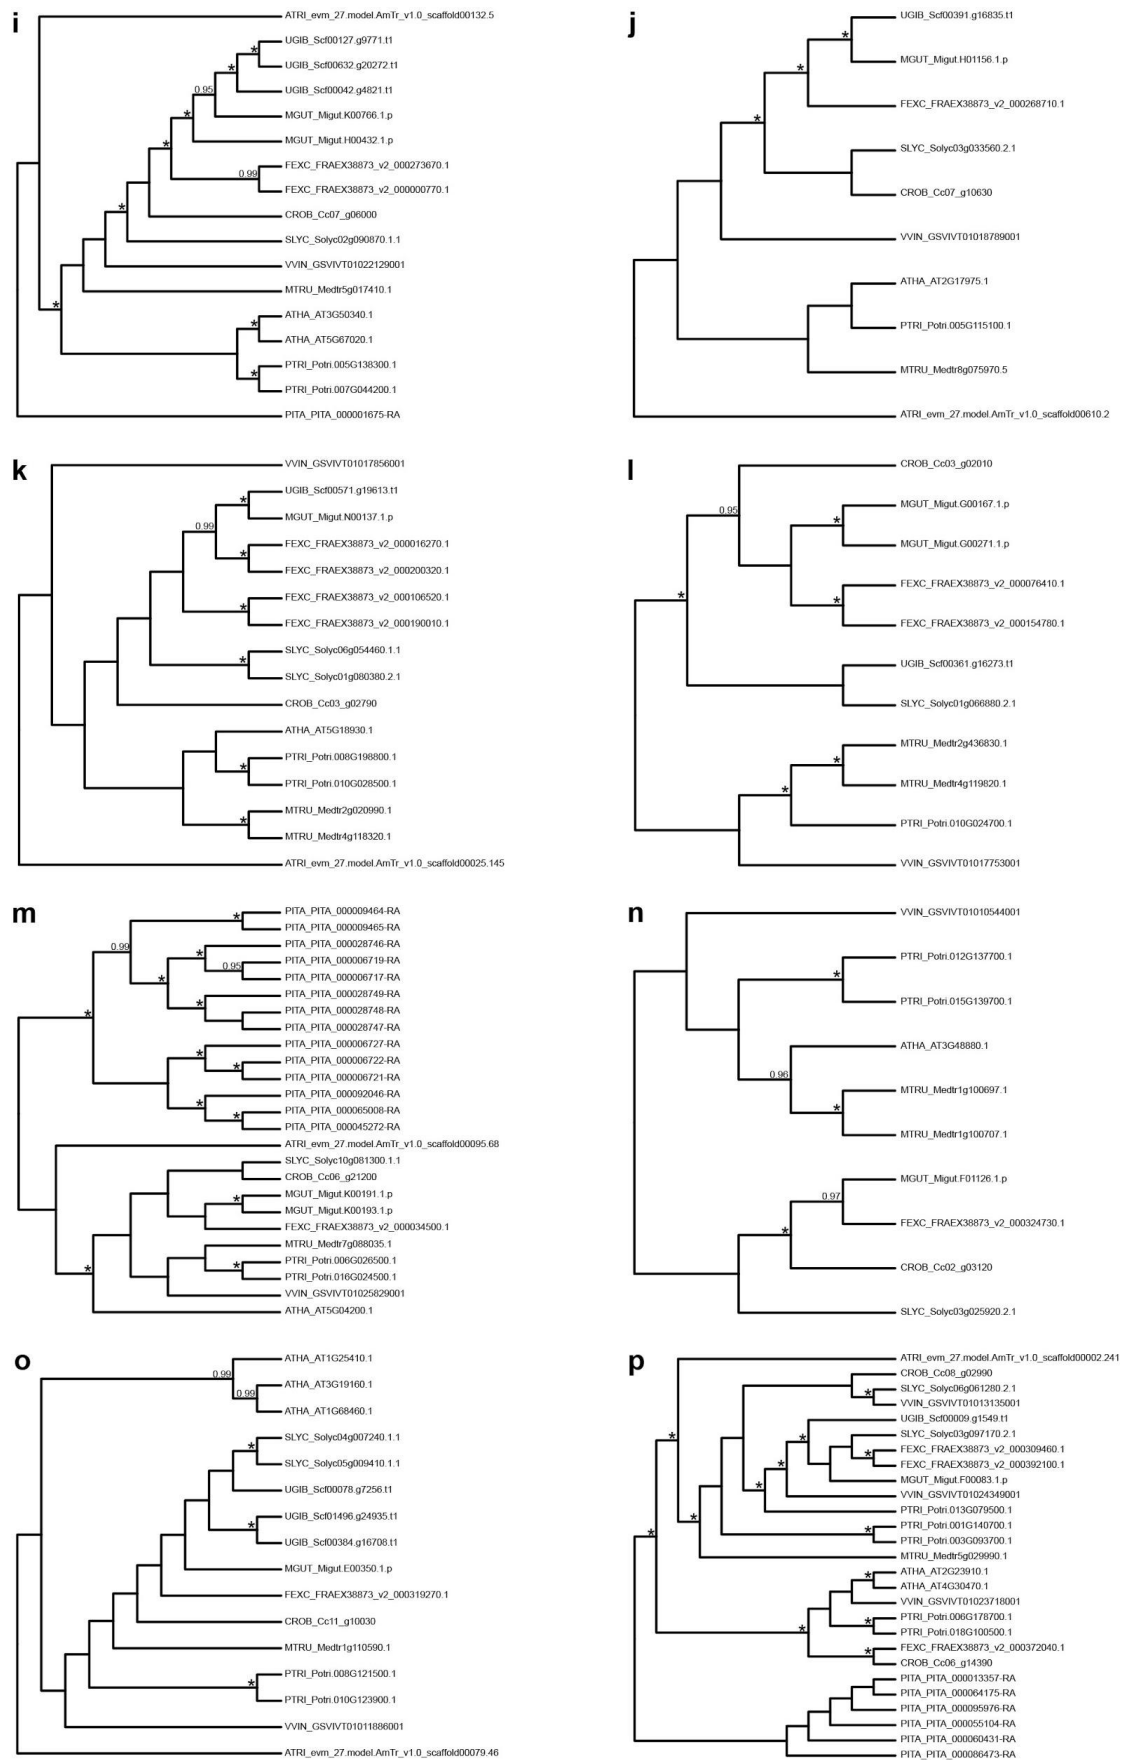 i
ATRI_evm_27.model.AmTr_v1.0_scaffold00132.5
UGIB_Scf00127.g9771.t1
*
UGIB_Scf00632.g20272.t1
*
UGIB_Scf00042.g4821.t1
0.95
MGUT_Migut.K00766.1.p
*
MGUT_Migut.H00432.1.p
*
FEXC_FRAEX38873_v2_000273670.1
0.99
FEXC_FRAEX38873_v2_000000770.1
CROB_Cc07_g06000
*
SLYC_Solyc02g090870.1.1
VVIN_GSVIVT01022129001
MTRU_Medtr5g017410.1
*
ATHA_AT3G50340.1
*
ATHA_AT5G67020.1
PTRI_Potri.005G138300.1
*
PTRI_Potri.007G044200.1
PITA_PITA_000001675-RA
j
UGIB_Scf00391.g16835.t1
*
MGUT_Migut.H01156.1.p
*
FEXC_FRAEX38873_v2_000268710.1
*
SLYC_Solyc03g033560.2.1
CROB_Cc07_g10630
VVIN_GSVIVT01018789001
ATHA_AT2G17975.1
PTRI_Potri.005G115100.1
MTRU_Medtr8g075970.5
ATRI_evm_27.model.AmTr_v1.0_scaffold00610.2
k
VVIN_GSVIVT01017856001
UGIB_Scf00571.g19613.t1
*
MGUT_Migut.N00137.1.p
0.99
FEXC_FRAEX38873_v2_000016270.1
*
FEXC_FRAEX38873_v2_000200320.1
FEXC_FRAEX38873_v2_000106520.1
*
FEXC_FRAEX38873_v2_000190010.1
SLYC_Solyc06g054460.1.1
*
SLYC_Solyc01g080380.2.1
CROB_Cc03_g02790
ATHA_AT5G18930.1
PTRI_Potri.008G198800.1
*
PTRI_Potri.010G028500.1
MTRU_Medtr2g020990.1
*
MTRU_Medtr4g118320.1
ATRI_evm_27.model.AmTr_v1.0_scaffold00025.145
l
CROB_Cc03_g02010
0.95
MGUT_Migut.G00167.1.p
*
MGUT_Migut.G00271.1.p
FEXC_FRAEX38873_v2_000076410.1
*
*
FEXC_FRAEX38873_v2_000154780.1
UGIB_Scf00361.g16273.t1
SLYC_Solyc01g066880.2.1
MTRU_Medtr2g436830.1
*
MTRU_Medtr4g119820.1
*
PTRI_Potri.010G024700.1
VVIN_GSVIVT01017753001
m
PITA_PITA_000009464-RA
*
PITA_PITA_000009465-RA
0.99
PITA_PITA_000028746-RA
*
PITA_PITA_000006719-RA
0.95
PITA_PITA_000006717-RA
*
PITA_PITA_000028749-RA
*
PITA_PITA_000028748-RA
*
PITA_PITA_000028747-RA
PITA_PITA_000006727-RA
*
PITA_PITA_000006722-RA
*
PITA_PITA_000006721-RA
PITA_PITA_000092046-RA
*
PITA_PITA_000065008-RA
*
PITA_PITA_000045272-RA
ATRI_evm_27.model.AmTr_v1.0_scaffold00095.68
SLYC_Solyc10g081300.1.1
CROB_Cc06_g21200
MGUT_Migut.K00191.1.p
*
MGUT_Migut.K00193.1.p
FEXC_FRAEX38873_v2_000034500.1
MTRU_Medtr7g088035.1
PTRI_Potri.006G026500.1
*
*
PTRI_Potri.016G024500.1
VVIN_GSVIVT01025829001
ATHA_AT5G04200.1
n
VVIN_GSVIVT01010544001
PTRI_Potri.012G137700.1
*
PTRI_Potri.015G139700.1
ATHA_AT3G48880.1
0.96
MTRU_Medtr1g100697.1
*
MTRU_Medtr1g100707.1
MGUT_Migut.F01126.1.p
0.97
FEXC_FRAEX38873_v2_000324730.1
*
CROB_Cc02_g03120
SLYC_Solyc03g025920.2.1
o
ATHA_AT1G25410.1
0.99
ATHA_AT3G19160.1
0.99
ATHA_AT1G68460.1
SLYC_Solyc04g007240.1.1
*
SLYC_Solyc05g009410.1.1
UGIB_Scf00078.g7256.t1
UGIB_Scf01496.g24935.t1
*
UGIB_Scf00384.g16708.t1
MGUT_Migut.E00350.1.p
FEXC_FRAEX38873_v2_000319270.1
CROB_Cc11_g10030
MTRU_Medtr1g110590.1
PTRI_Potri.008G121500.1
*
PTRI_Potri.010G123900.1
VVIN_GSVIVT01011886001
ATRI_evm_27.model.AmTr_v1.0_scaffold00079.46
p
ATRI_evm_27.model.AmTr_v1.0_scaffold00002.241
CROB_Cc08_g02990
SLYC_Solyc06g061280.2.1
*
VVIN_GSVIVT01013135001
UGIB_Scf00009.g1549.t1
*
*
SLYC_Solyc03g097170.2.1
FEXC_FRAEX38873_v2_000309460.1
*
*
FEXC_FRAEX38873_v2_000392100.1
MGUT_Migut.F00083.1.p
*
VVIN_GSVIVT01024349001
PTRI_Potri.013G079500.1
*
PTRI_Potri.001G140700.1
*
*
PTRI_Potri.003G093700.1
MTRU_Medtr5g029990.1
ATHA_AT2G23910.1
*
ATHA_AT4G30470.1
VVIN_GSVIVT01023718001
PTRI_Potri.006G178700.1
*
*
PTRI_Potri.018G100500.1
FEXC_FRAEX38873_v2_000372040.1
*
CROB_Cc06_g14390
PITA_PITA_000013357-RA
PITA_PITA_000064175-RA
PITA_PITA_000095976-RA
PITA_PITA_000055104-RA
PITA_PITA_000060431-RA
PITA_PITA_000086473-RA